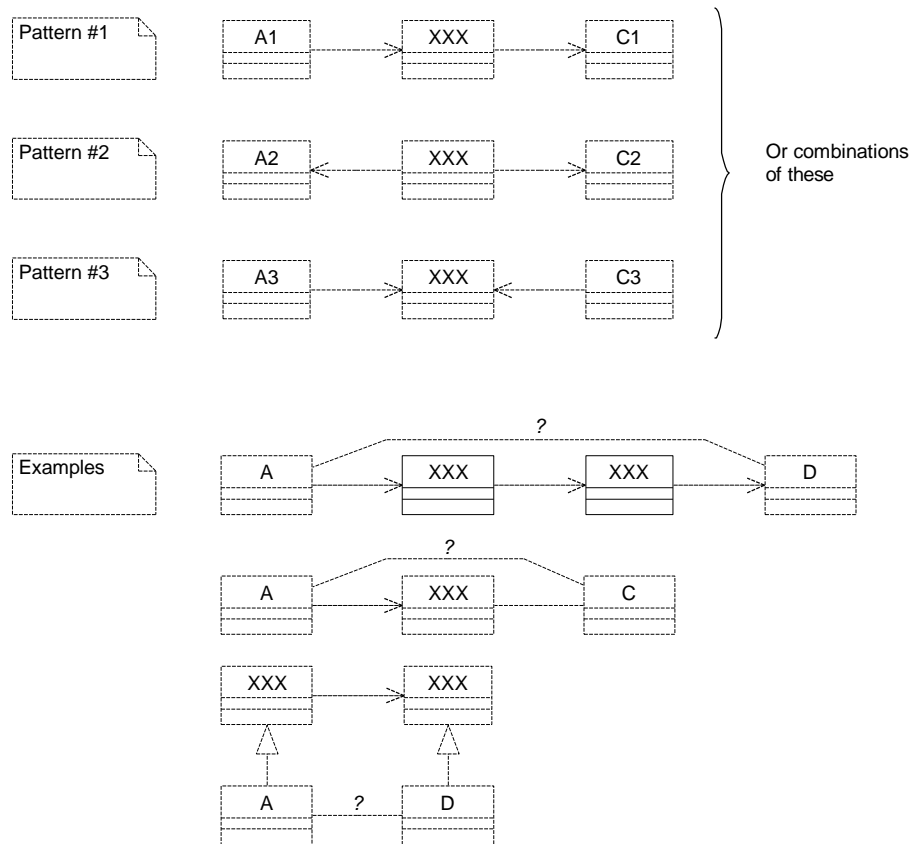 Pattern #1
A1
XXX
C1
Pattern #2
A2
XXX
C2
Or combinations
of these
Pattern #3
A3
XXX
C3
?
Examples
A
XXX
XXX
D
?
A
XXX
C
XXX
XXX
A
?
D